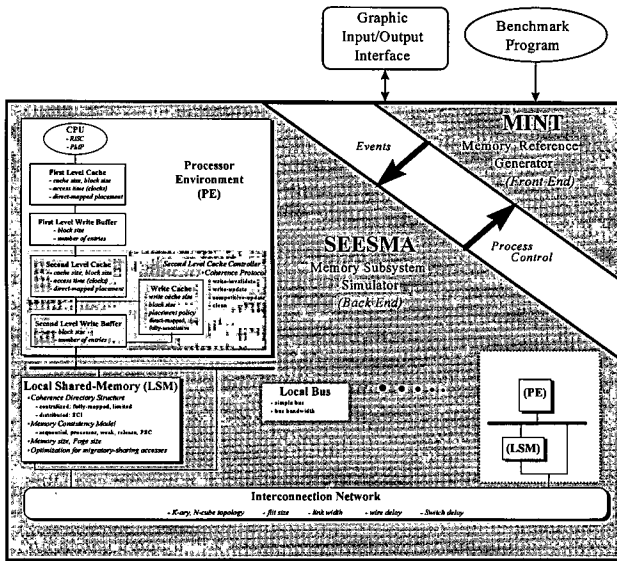 Graphic
Input/Output
Interface
Benchmark
Program
MINT
Memory Reference
Generator
(Front End)
Events
Process
Control
SEESMA
Memory Subsystem
Simulator
(Back End)
Processor
Environment
(PE)
CPU
- RISC
First Level Cache
- cache size, block size
- access time (clocks)
- direct-mapped placement
First Level Write Buffer
- block size
- number of entries
Second Level Cache
- cache size, block size
access time (clocks)
direct-mapped placement
Second Level Cache Controller
- Coherence Protocol
write-invalidate
write-update
competitive-update
clean
Write Cache
write cache size
block size
placement policy
direct-mapped,
fully-associative
Second Level Write Buffer
- block size
- number of entries
Local Shared-Memory (LSM)
•Coherence Directory Structure
- centralized: fully-mapped, limited
- distributed: SCI
•Memory Consistency Model
- sequential, processor, weak, release, PSC
•Memory size, Page size
•Optimization for migratory-sharing accesses
Local Bus
- simple bus
- bus bandwidth
(PE)
(LSM)
Interconnection Network
- K-ary, N-cube topology - flit size - link width - wire delay - Switch delay